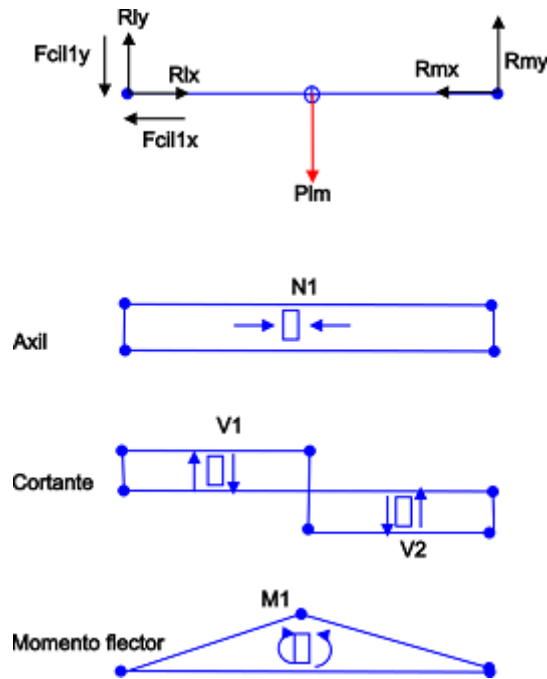 Rly
Fcil1y
Rlx
Rmx
Rmy
Fcil1x
Plm
N1
Axil
V1
Cortante
V2
M1
Momento flector